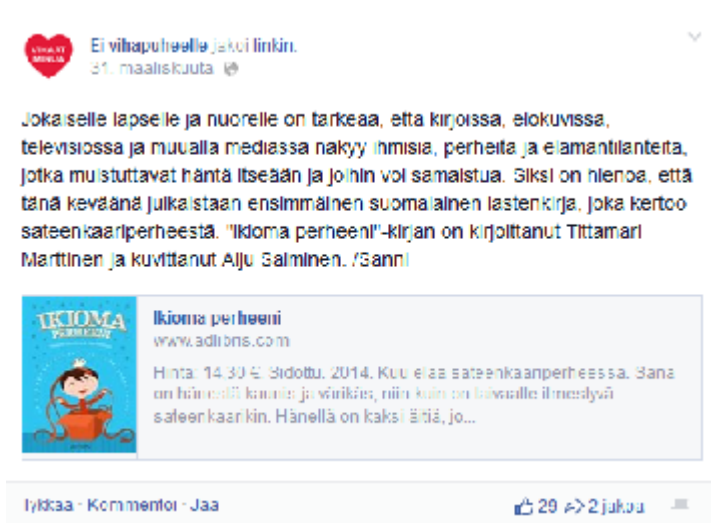 Ei vihapuheelle jakoi linkin.
31. maaliskuuta
Jokaiselle lapselle ja nuorelle on tärkeää, että kirjoissa, elokuvissa,
televisiossa ja muualla mediassa näkyy ihmisiä, perheitä ja elämäntilanteita,
jotka muistuttavat häntä itseään ja joihin voi samaistua. Siksi on hienoa, että
tänä keväänä julkaistaan ensimmäinen suomalainen lastenkirja, joka kertoo
sateenkaariperheestä. "Ikioma perheeni"-kirjan on kirjoittanut Tittamari
Marttinen ja kuvittanut Aiju Salminen. /Sanni
IKIOMA
PERHEENI
Ikioma perheeni
www.adlibris.com
Hinta: 14,30 €. Sidottu, 2014. Kuu elää sateenkaariperheessä. Sana
on hänestä kaunis ja värikäs, niin kuin on taivaalle ilmestyvä
sateenkaarikin. Hänellä on kaksi äitiä, jo...
Tykkää · Kommentoi · Jaa
29 2 jakoa